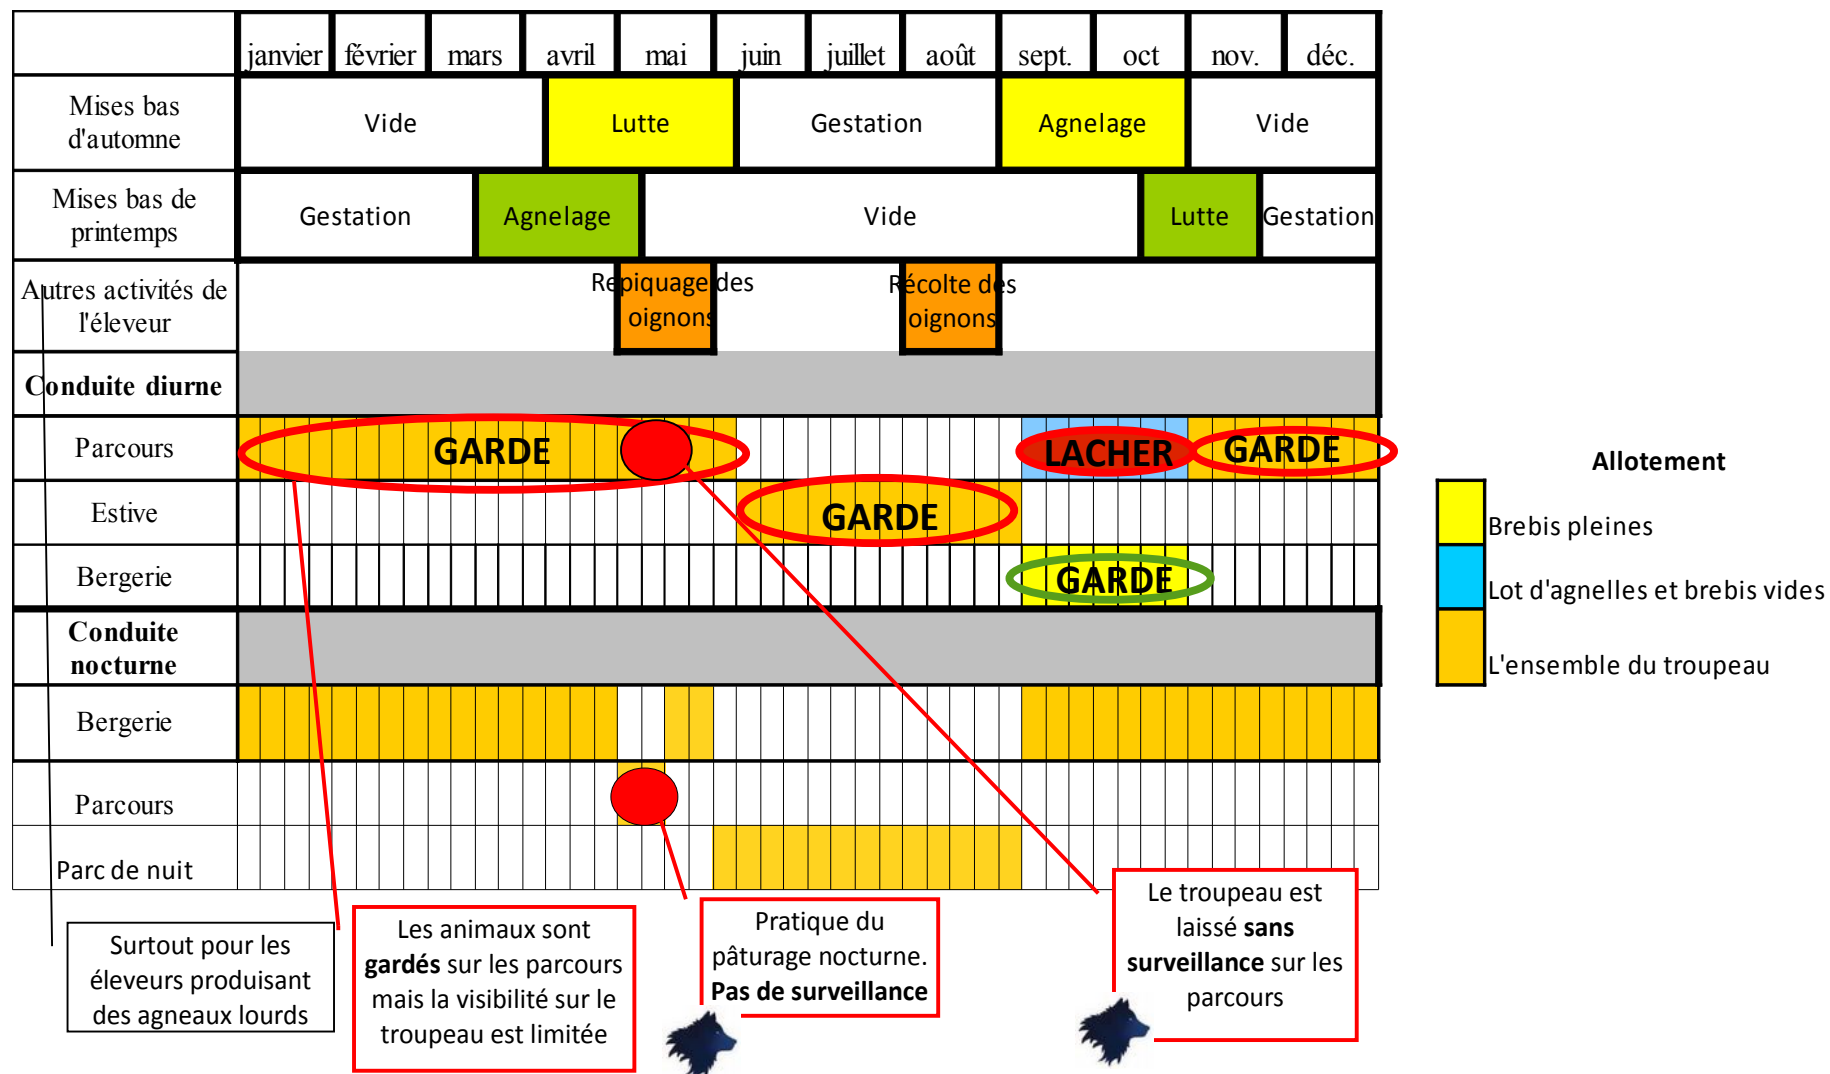 janvier février mars avril mai juin juillet août sept. oct nov. déc.
Mises bas
d'automne
Vide Lutte Gestation Agnelage Vide
Mises bas de
printemps
Gestation Agnelage Vide Lutte Gestation
Autres activités de
l'éleveur
Repiquage des
oignons
Récolte des
oignons
Conduite diurne
Parcours
GARDE LACHER GARDE
Estive
GARDE
Bergerie
GARDE
Conduite
nocturne
Bergerie
Parcours
Parc de nuit
Allotement
Brebis pleines
Lot d'agnelles et brebis vides
L'ensemble du troupeau
Surtout pour les
éleveurs produisant
des agneaux lourds
Les animaux sont
gardés sur les parcours
mais la visibilité sur le
troupeau est limitée
Pratique du
pâturage nocturne.
Pas de surveillance
Le troupeau est
laissé sans
surveillance sur les
parcours